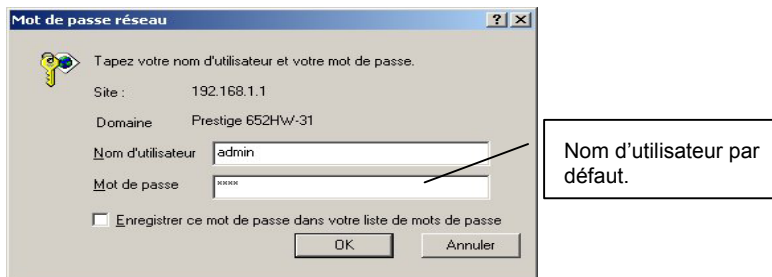 Mot de passe réseau
Tapez votre nom d'utilisateur et votre mot de passe.
Site : 192.168.1.1
Domaine Prestige 652HW-31
Nom d'utilisateur admin
Mot de passe ××××
Enregistrer ce mot de passe dans votre liste de mots de passe
OK Annuler
Nom d’utilisateur par
défaut.